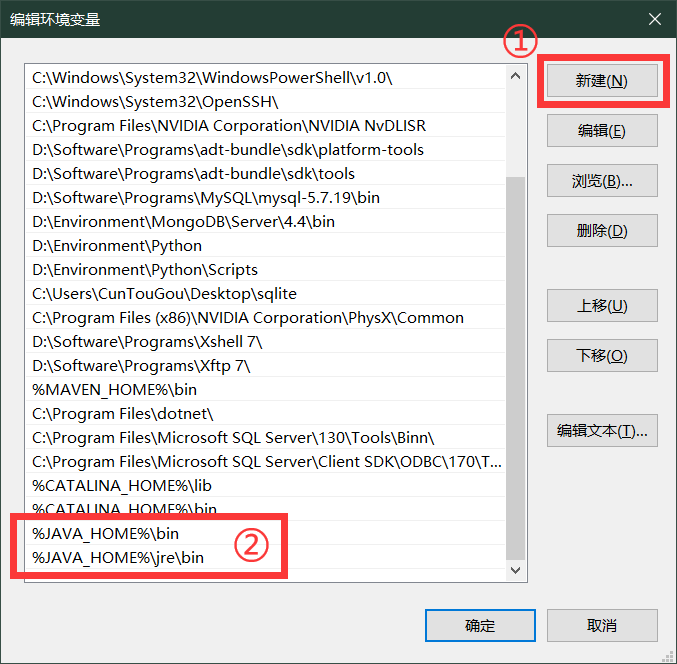 编辑环境变量
①
C:\Windows\System32\WindowsPowerShell\v1.0\
C:\Windows\System32\OpenSSH\
C:\Program Files\NVIDIA Corporation\NVIDIA NvDLISR
D:\Software\Programs\adt-bundle\sdk\platform-tools
D:\Software\Programs\adt-bundle\sdk\tools
D:\Software\Programs\MySQL\mysql-5.7.19\bin
D:\Environment\MongoDB\Server\4.4\bin
D:\Environment\Python
D:\Environment\Python\Scripts
C:\Users\CunTouGou\Desktop\sqlite
C:\Program Files (x86)\NVIDIA Corporation\PhysX\Common
D:\Software\Programs\Xshell 7\
D:\Software\Programs\Xftp 7\
%MAVEN_HOME%\bin
C:\Program Files\dotnet\
C:\Program Files\Microsoft SQL Server\130\Tools\Binn\
C:\Program Files\Microsoft SQL Server\Client SDK\ODBC\170\T...
%CATALINA_HOME%\lib
%CATALINA_HOME%\bin
%JAVA_HOME%\bin
%JAVA_HOME%\jre\bin
②
新建(N)
编辑(E)
浏览(B)...
删除(D)
上移(U)
下移(O)
编辑文本(T)...
确定
取消